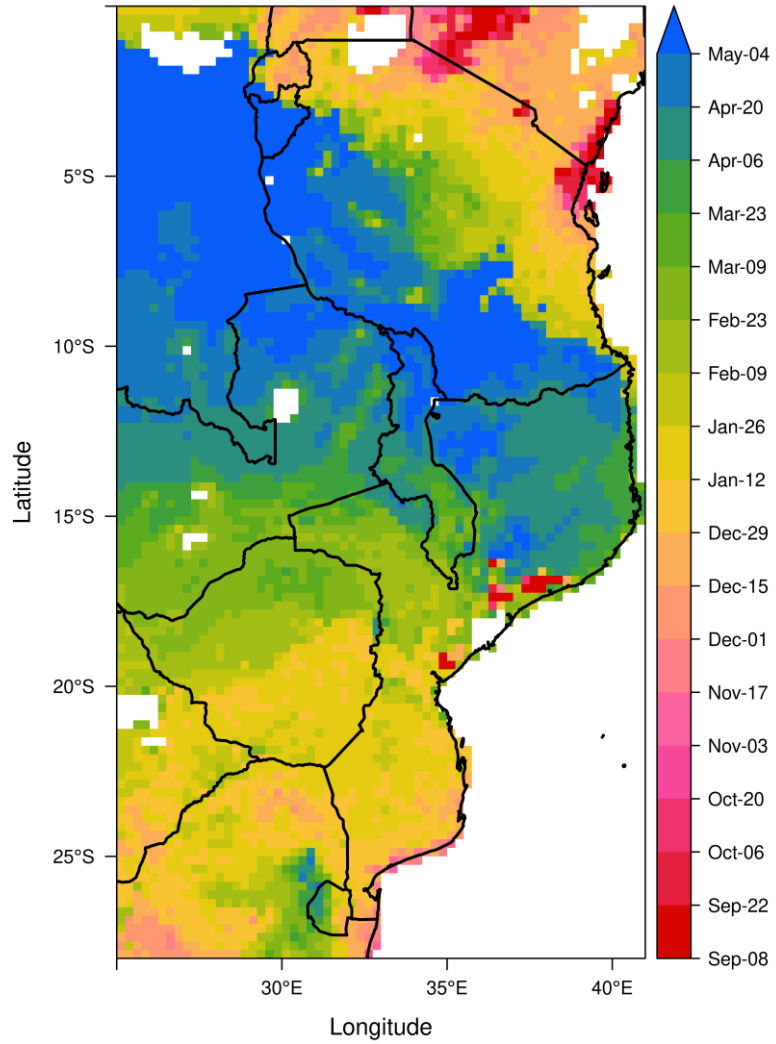 May-04
Apr-20
Apr-06
Mar-23
Mar-09
Feb-23
Feb-09
Jan-26
Jan-12
Dec-29
Dec-15
Dec-01
Nov-17
Nov-03
Oct-20
Oct-06
Sep-22
Sep-08
Latitude
5°S
10°S
15°S
20°S
25°S
30°E 35°E 40°E
Longitude